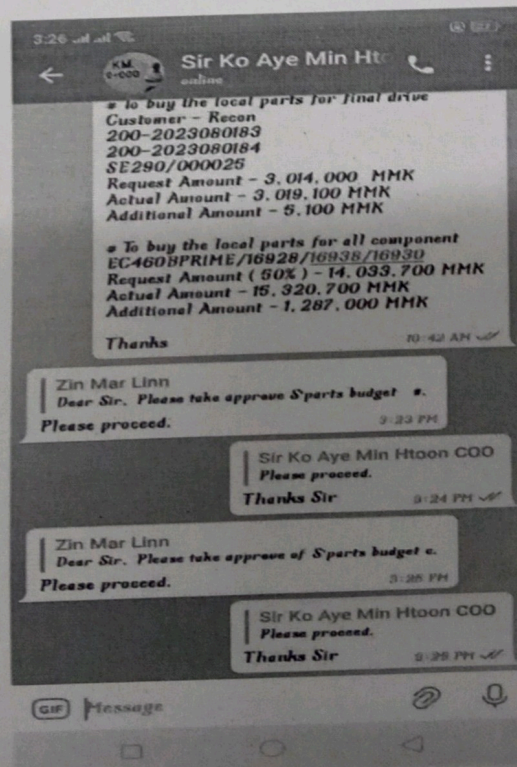 3:26
Sir Ko Aye Min Ht
online
# To buy the local parts for final drive
Customer - Recon
200-2023080183
200-2023080184
SE290/000025
Request Amount - 3,014,000 MMK
Actual Amount - 3,019,100 MMK
Additional Amount - 5,100 MMK
# To buy the local parts for all component
EC460BPRIME/16928/16938/16930
Request Amount (50%) - 14,033,700 MMK
Actual Amount - 15,320,700 MMK
Additional Amount - 1,287,000 MMK
Thanks
10:42 AM
Zin Mar Linn
Dear Sir. Please take approve S'parts budget
Please proceed.
3:23 PM
Sir Ko Aye Min Htoon COO
Please proceed.
Thanks Sir
3:24 PM
Zin Mar Linn
Dear Sir. Please take approve of S'parts budget
Please proceed.
3:25 PM
Sir Ko Aye Min Htoon COO
Please proceed.
Thanks Sir
3:25 PM
GIF
Message